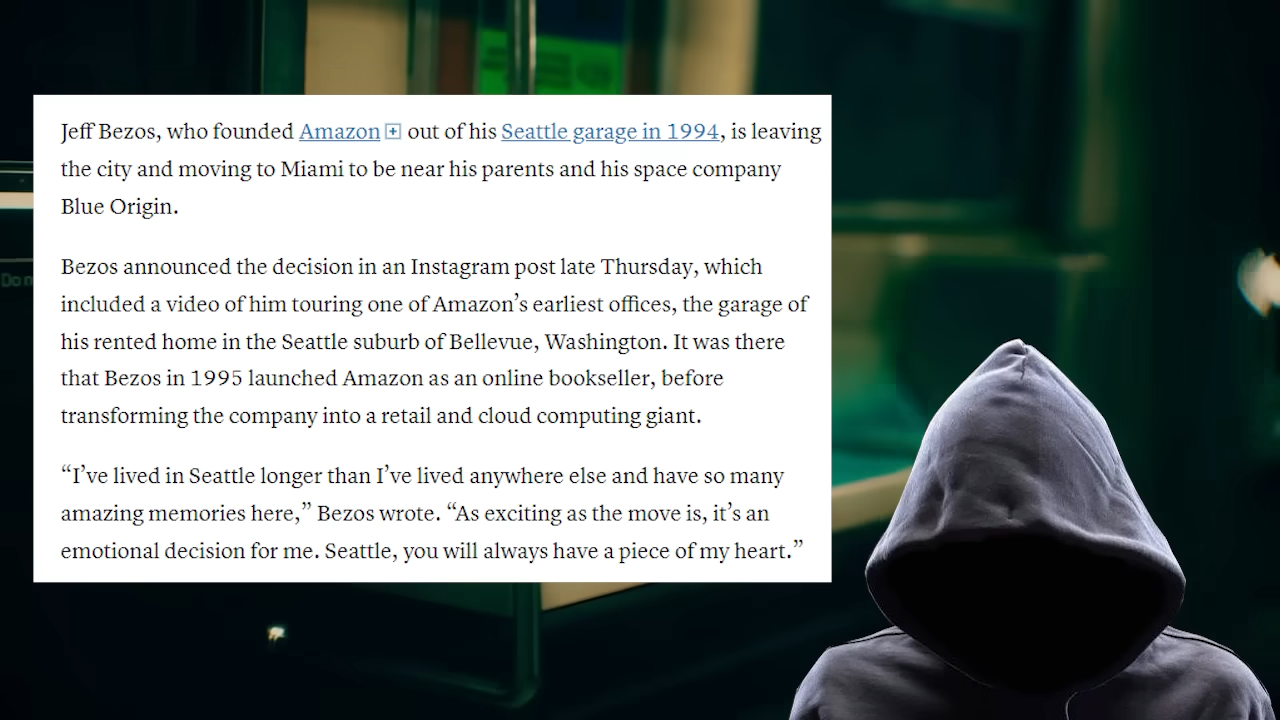 Jeff Bezos, who founded Amazon out of his Seattle garage in 1994, is leaving
the city and moving to Miami to be near his parents and his space company
Blue Origin.
Bezos announced the decision in an Instagram post late Thursday, which
included a video of him touring one of Amazon’s earliest offices, the garage of
his rented home in the Seattle suburb of Bellevue, Washington. It was there
that Bezos in 1995 launched Amazon as an online bookseller, before
transforming the company into a retail and cloud computing giant.
“I’ve lived in Seattle longer than I’ve lived anywhere else and have so many
amazing memories here,” Bezos wrote. “As exciting as the move is, it’s an
emotional decision for me. Seattle, you will always have a piece of my heart.”